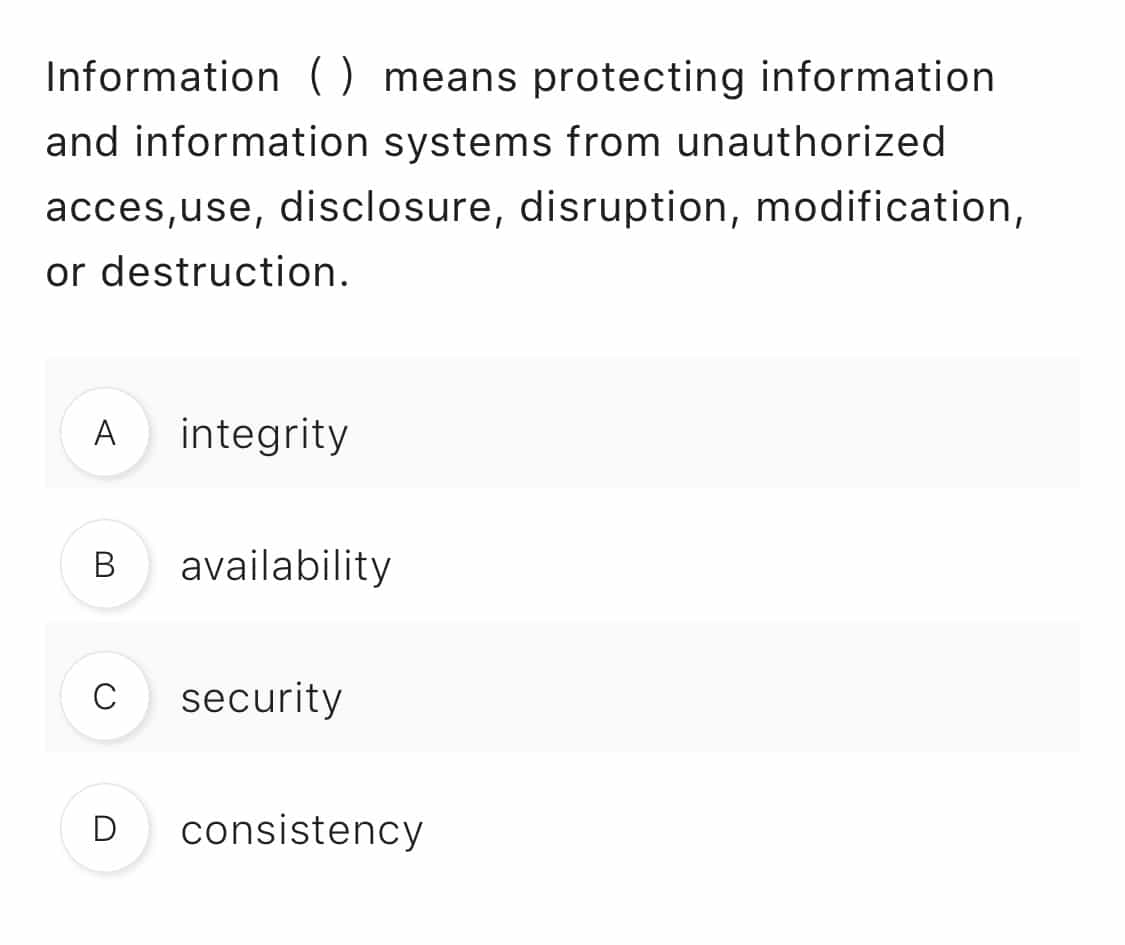 Information ( ) means protecting information
and information systems from unauthorized
acces,use, disclosure, disruption, modification,
or destruction.
A integrity
B availability
C security
D consistency